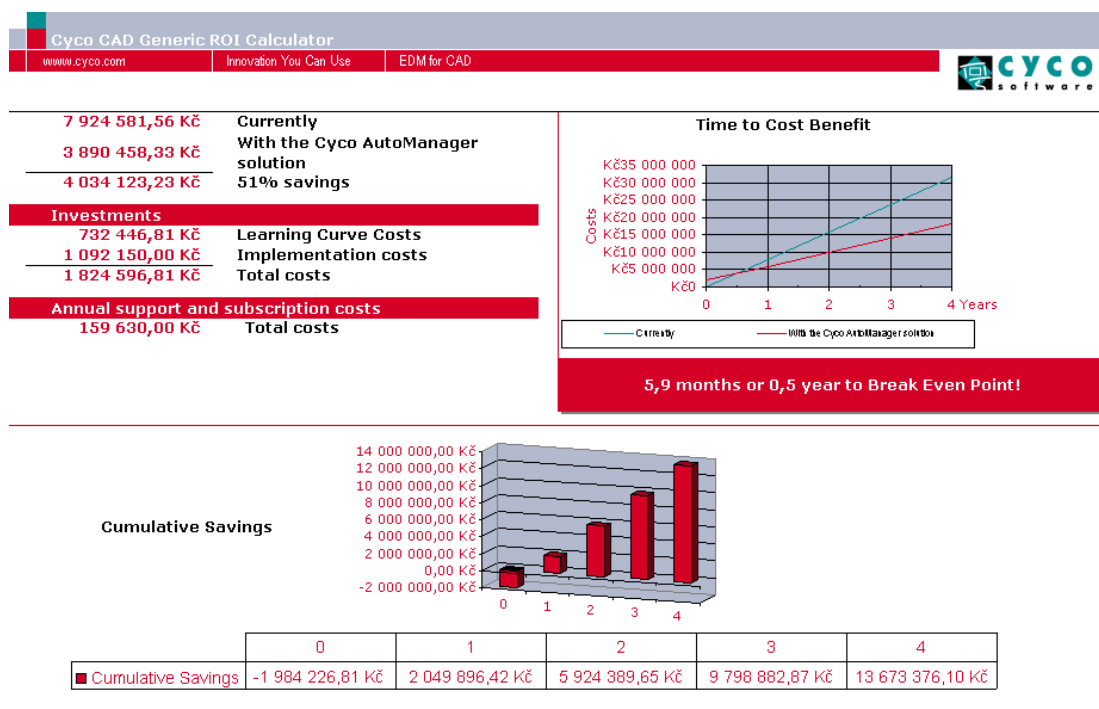 Cyco CAD Generic ROI Calculator
www.cyco.com Innovation You Can Use EDM for CAD
cyco
software
7 924 581,56 Kč Currently
3 890 458,33 Kč With the Cyco AutoManager
solution
4 034 123,23 Kč 51% savings
Investments
732 446,81 Kč Learning Curve Costs
1 092 150,00 Kč Implementation costs
1 824 596,81 Kč Total costs
Annual support and subscription costs
159 630,00 Kč Total costs
Time to Cost Benefit
Costs
Kč35 000 000
Kč30 000 000
Kč25 000 000
Kč20 000 000
Kč15 000 000
Kč10 000 000
Kč5 000 000
Kč0
0 1 2 3 4 Years
Currently With the Cyco AutoManager solution
5,9 months or 0,5 year to Break Even Point!
Cumulative Savings
14 000 000,00 Kč
12 000 000,00 Kč
10 000 000,00 Kč
8 000 000,00 Kč
6 000 000,00 Kč
4 000 000,00 Kč
2 000 000,00 Kč
0,00 Kč
-2 000 000,00 Kč
0 1 2 3 4
0 1 2 3 4
Cumulative Savings -1 984 226,81 Kč 2 049 896,42 Kč 5 924 389,65 Kč 9 798 882,87 Kč 13 673 376,10 Kč